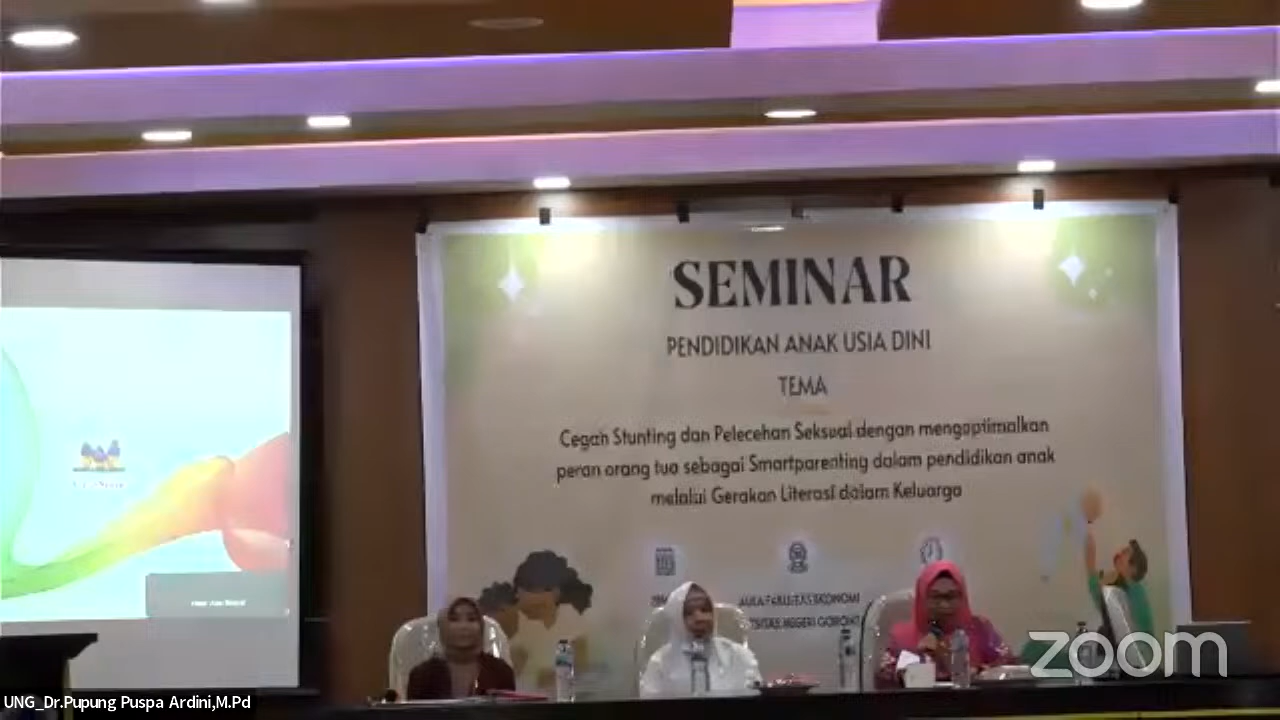 SEMINAR
PENDIDIKAN ANAK USIA DINI
TEMA
Cegah Stunting dan Pelecehan Seksual dengan mengoptimalkan
peran orang tua sebagai Smartparenting dalam pendidikan anak
melalui Gerakan Literasi dalam Keluarga
AULA FAKULTAS EKONOMI
NEGERI
zoom
UNG_Dr.Pupung Puspa Ardini,M.Pd